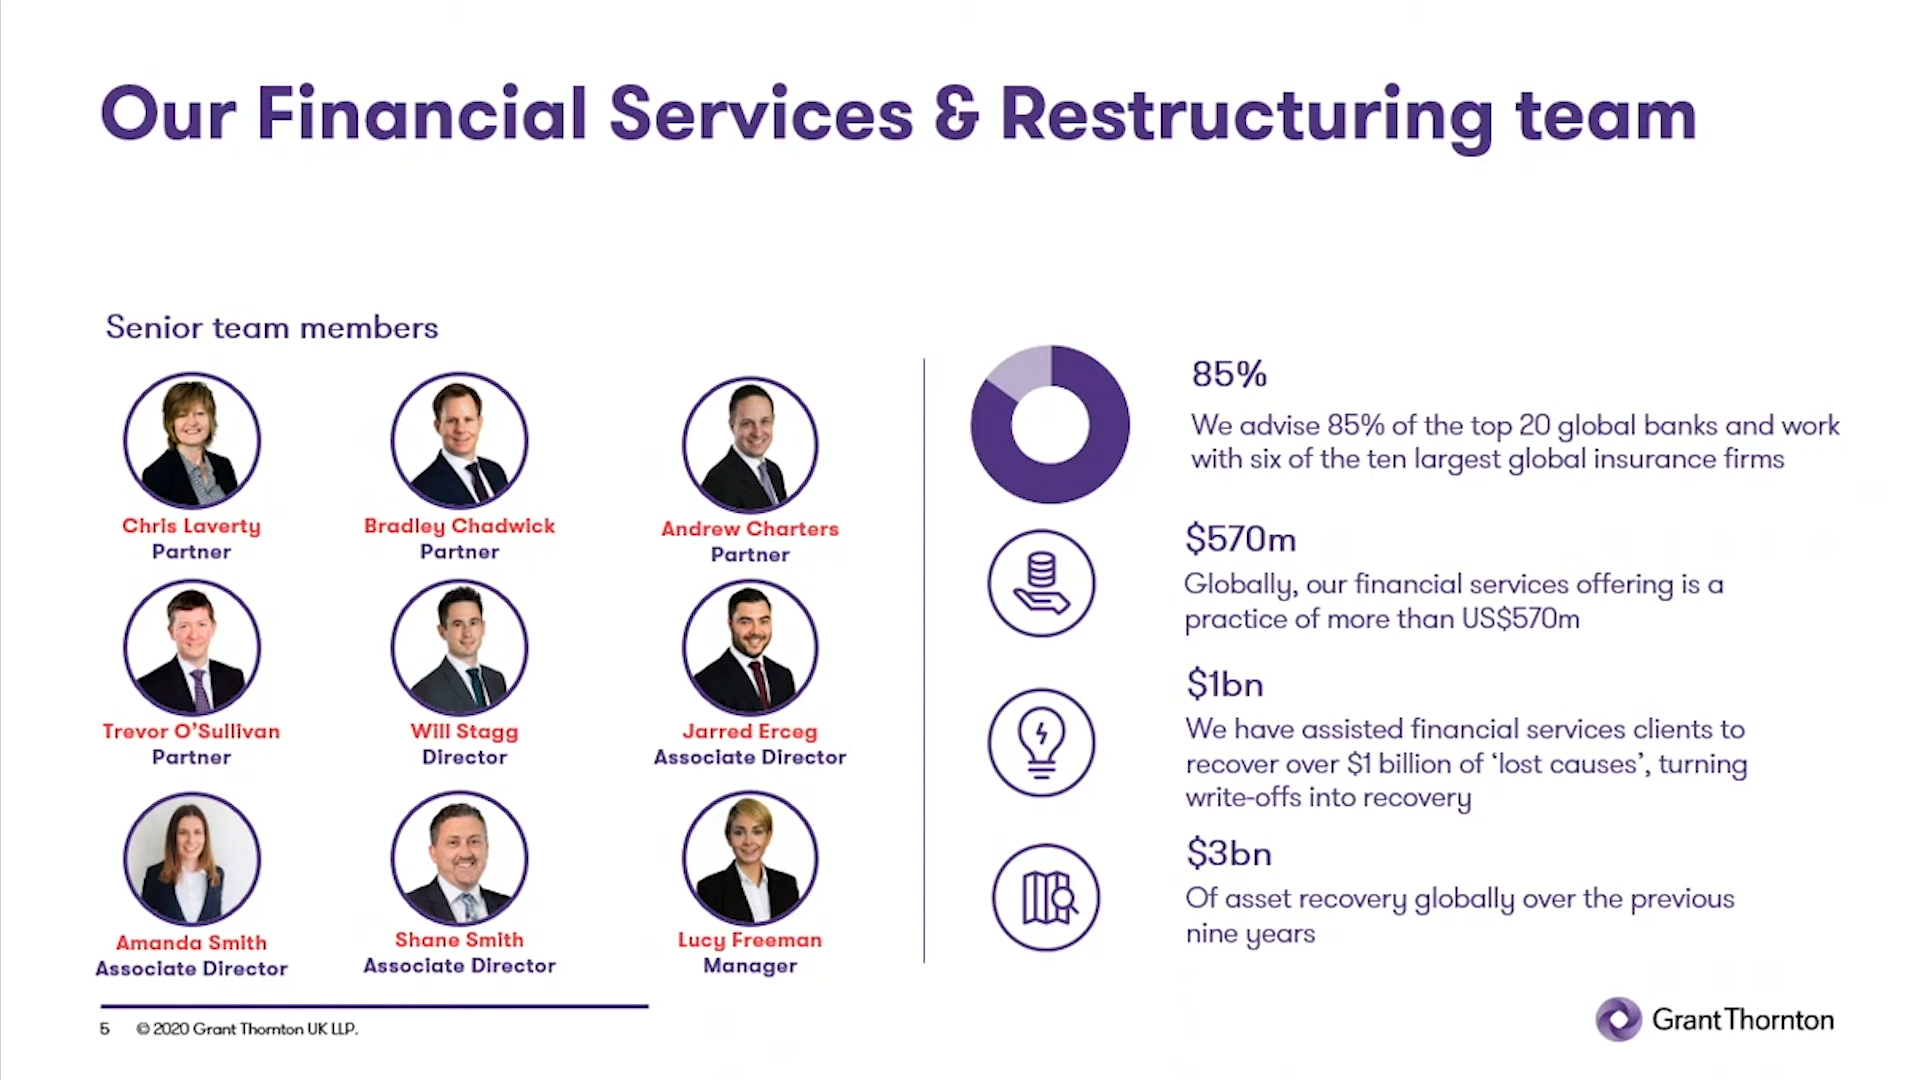 Our Financial Services & Restructuring team
Senior team members
Chris Laverty
Partner
Bradley Chadwick
Partner
Andrew Charters
Partner
Trevor O’Sullivan
Partner
Will Stagg
Director
Jarred Erceg
Associate Director
Amanda Smith
Associate Director
Shane Smith
Associate Director
Lucy Freeman
Manager
85%
We advise 85% of the top 20 global banks and work
with six of the ten largest global insurance firms
$570m
Globally, our financial services offering is a
practice of more than US$570m
$1bn
We have assisted financial services clients to
recover over $1 billion of ‘lost causes’, turning
write-offs into recovery
$3bn
Of asset recovery globally over the previous
nine years
5 © 2020 Grant Thornton UK LLP.
Grant Thornton